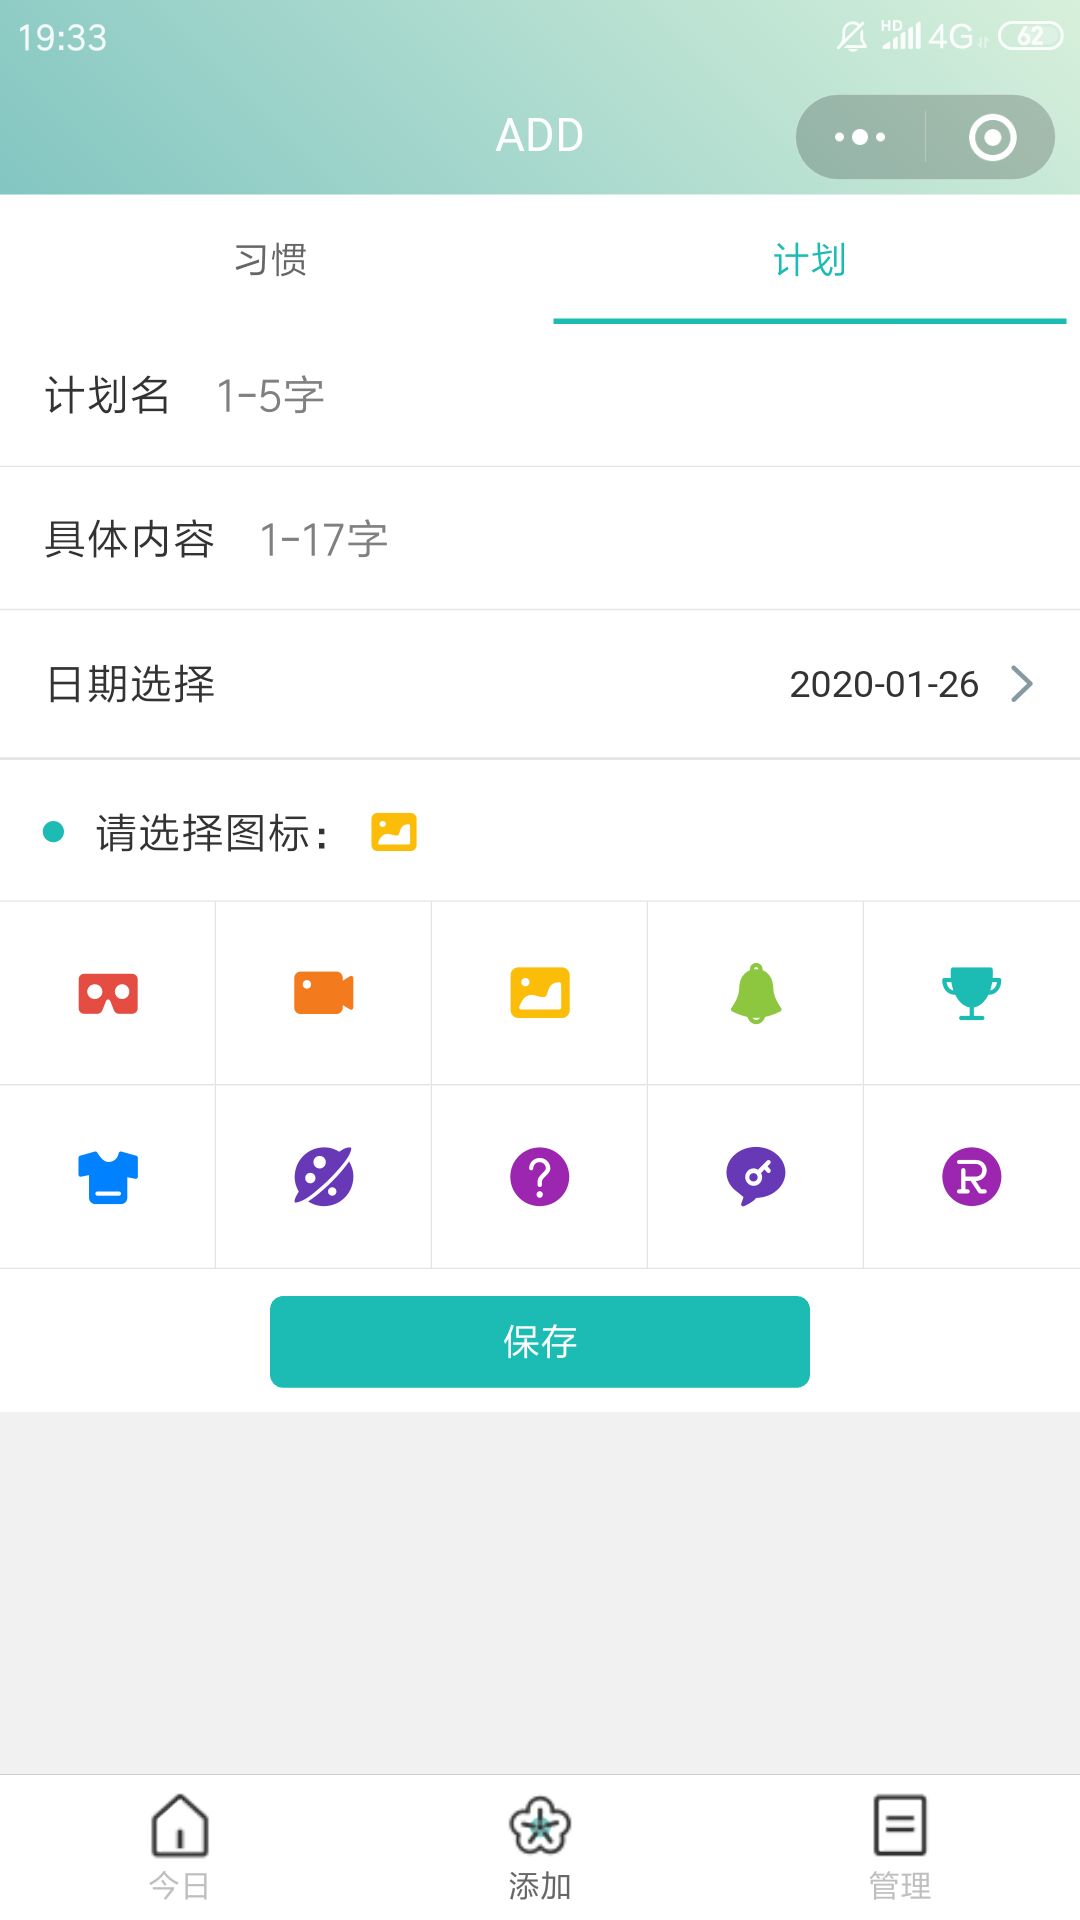 19:33 HD 4G 62
ADD
习惯 计划
计划名 1-5字
具体内容 1-17字
日期选择 2020-01-26
请选择图标：
保存
今日 添加 管理